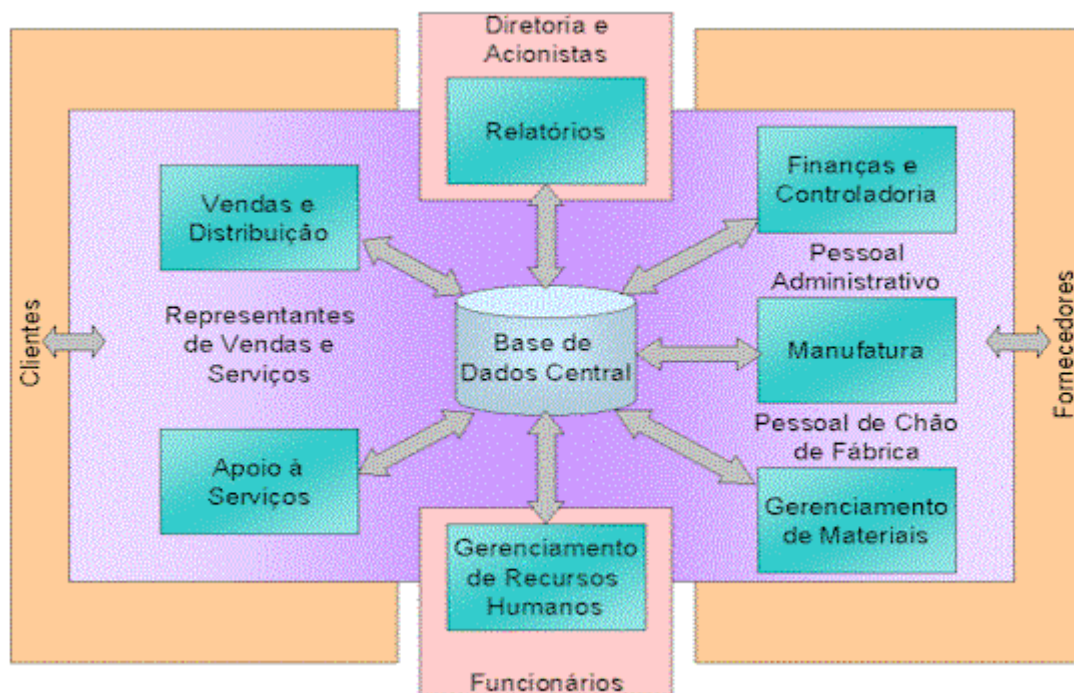 Diretoria e
Acionistas
Relatórios
Vendas e
Distribuição
Finanças e
Controladoria
Pessoal
Administrativo
Clientes
Representantes
de Vendas e
Serviços
Base de
Dados Central
Manufatura
Fornecedores
Pessoal de Chão
de Fábrica
Apoio à
Serviços
Gerenciamento
de Materiais
Gerenciamento
de Recursos
Humanos
Funcionários